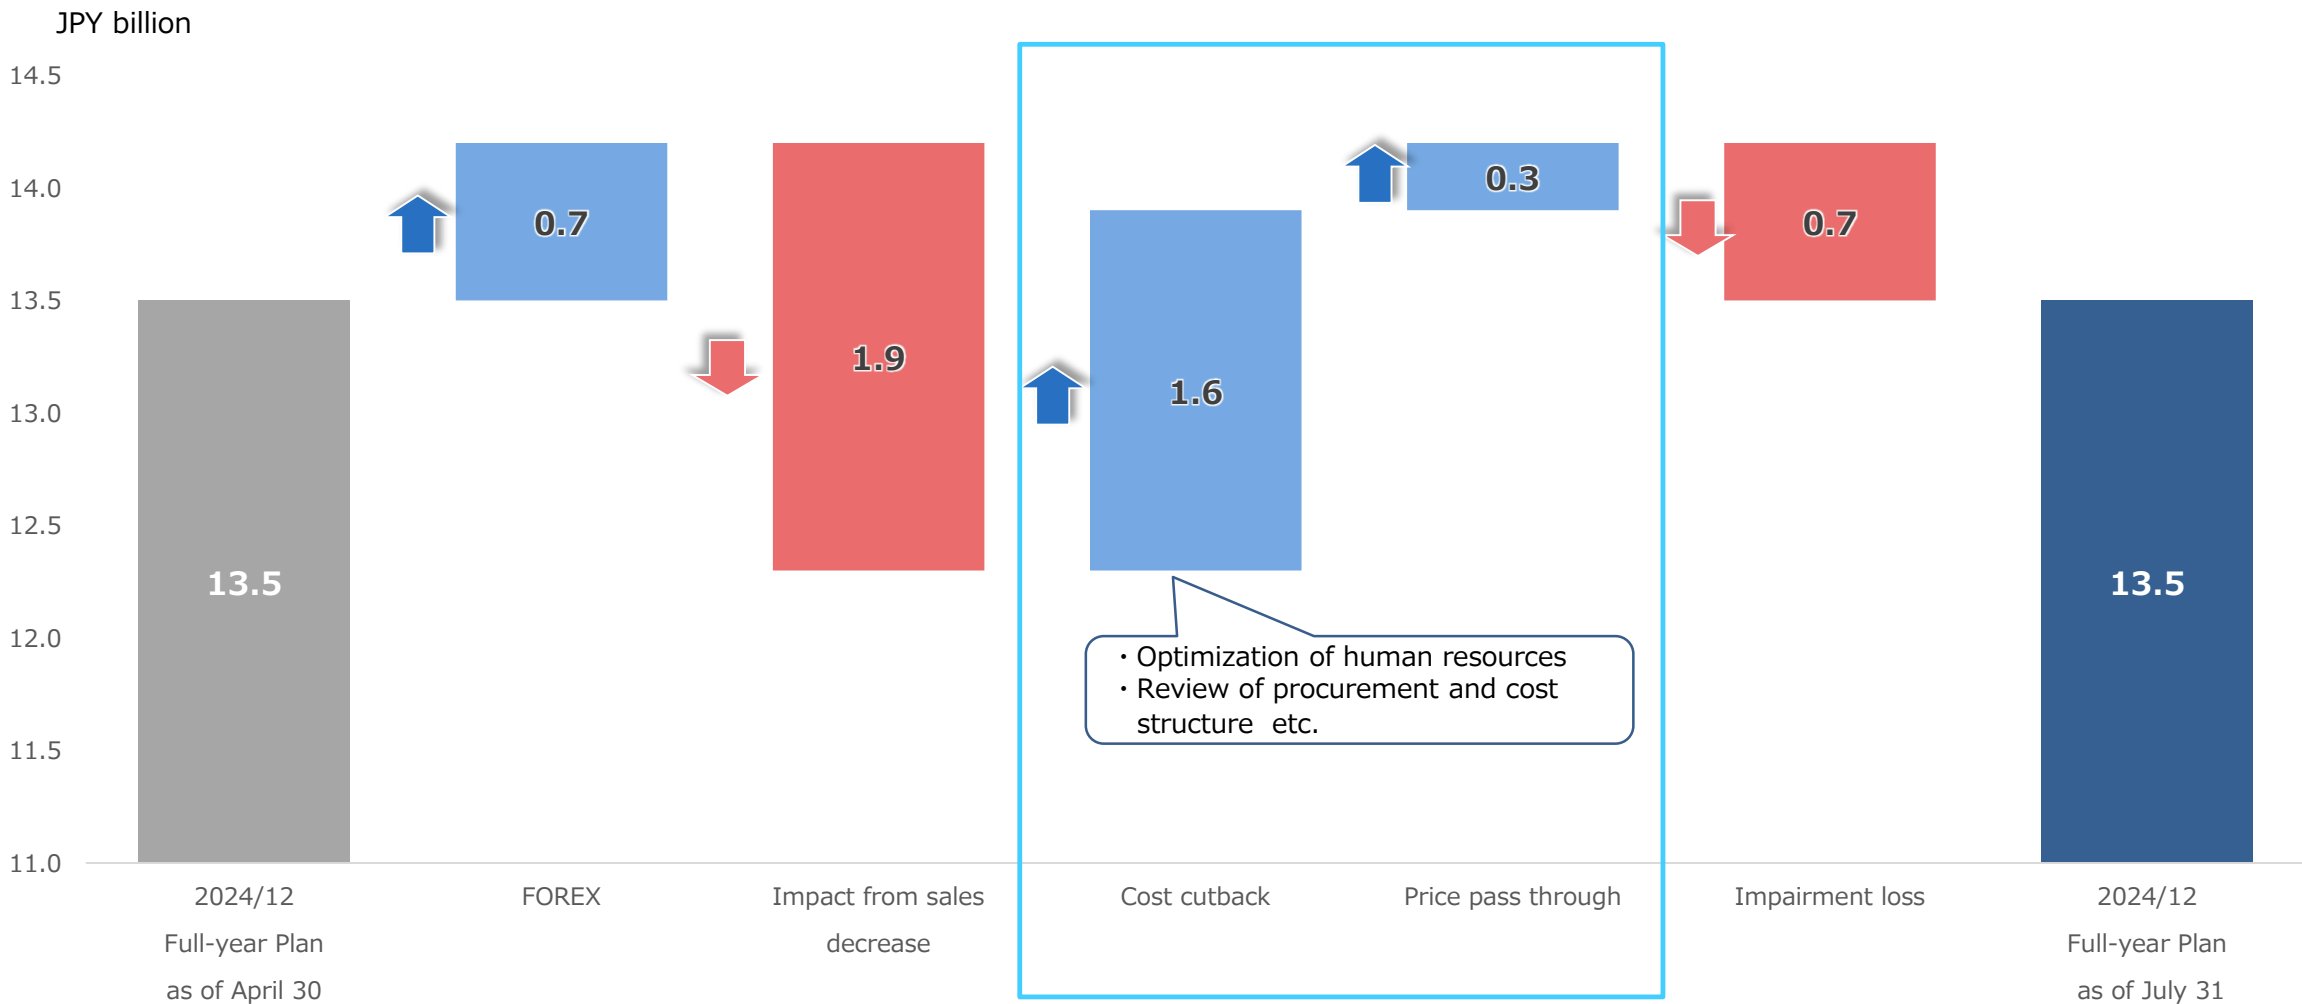 JPY billion
14.5
14.0
13.5
13.0
12.5
12.0
11.5
11.0
13.5
0.7
1.9
1.6
0.3
0.7
13.5
・Optimization of human resources
・Review of procurement and cost
structure etc.
2024/12
Full-year Plan
as of April 30
FOREX
Impact from sales
decrease
Cost cutback
Price pass through
Impairment loss
2024/12
Full-year Plan
as of July 31